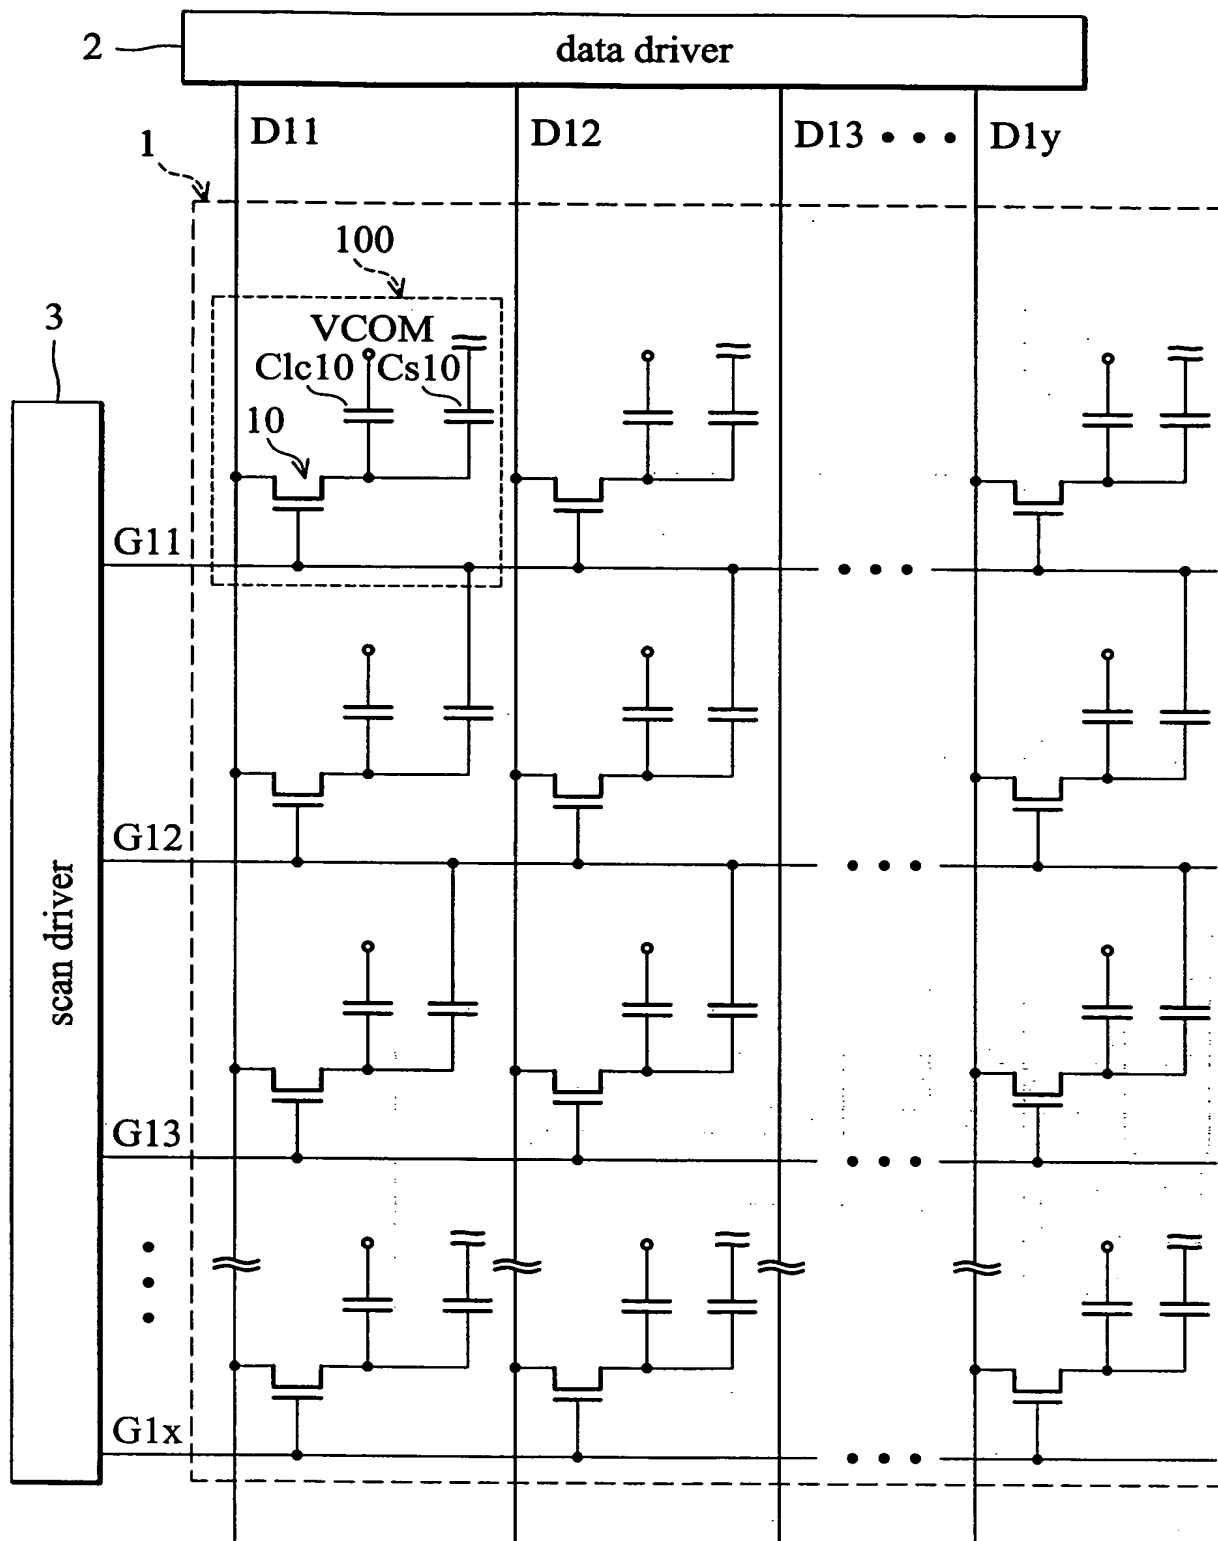 2
data driver
D11
D12
D13 • • •
D1y
1
100
VCOM
Clc10
Cs10
10
3
scan driver
G11
G12
G13
G1x